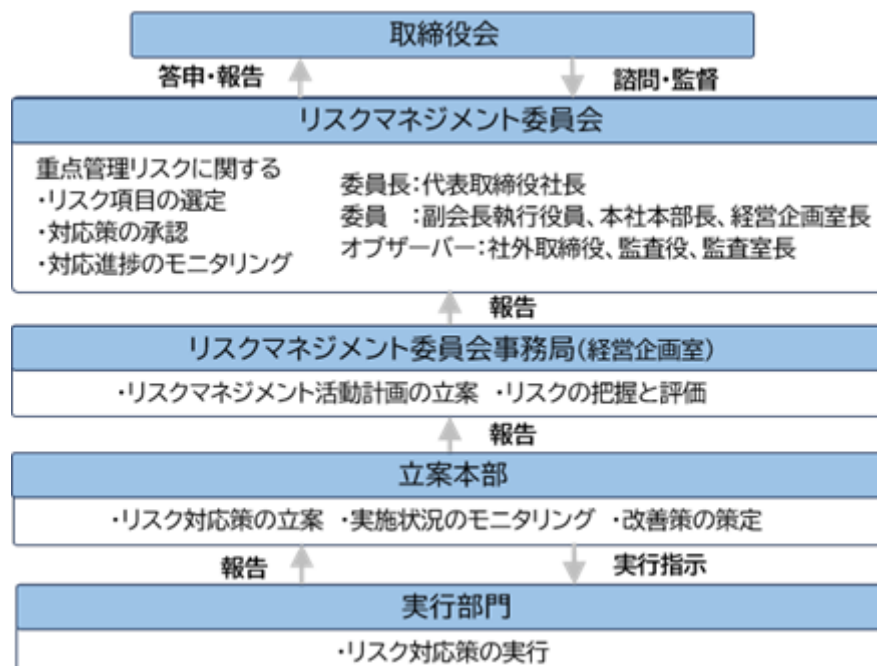 取締役会
答申・報告 諮問・監督
リスクマネジメント委員会
重点管理リスクに関する
・リスク項目の選定
・対応策の承認
・対応進捗のモニタリング
委員長：代表取締役社長
委員　：副会長執行役員、本社本部長、経営企画室長
オブザーバー：社外取締役、監査役、監査室長
報告
リスクマネジメント委員会事務局(経営企画室)
・リスクマネジメント活動計画の立案 ・リスクの把握と評価
報告
立案本部
・リスク対応策の立案 ・実施状況のモニタリング ・改善策の策定
報告 実行指示
実行部門
・リスク対応策の実行